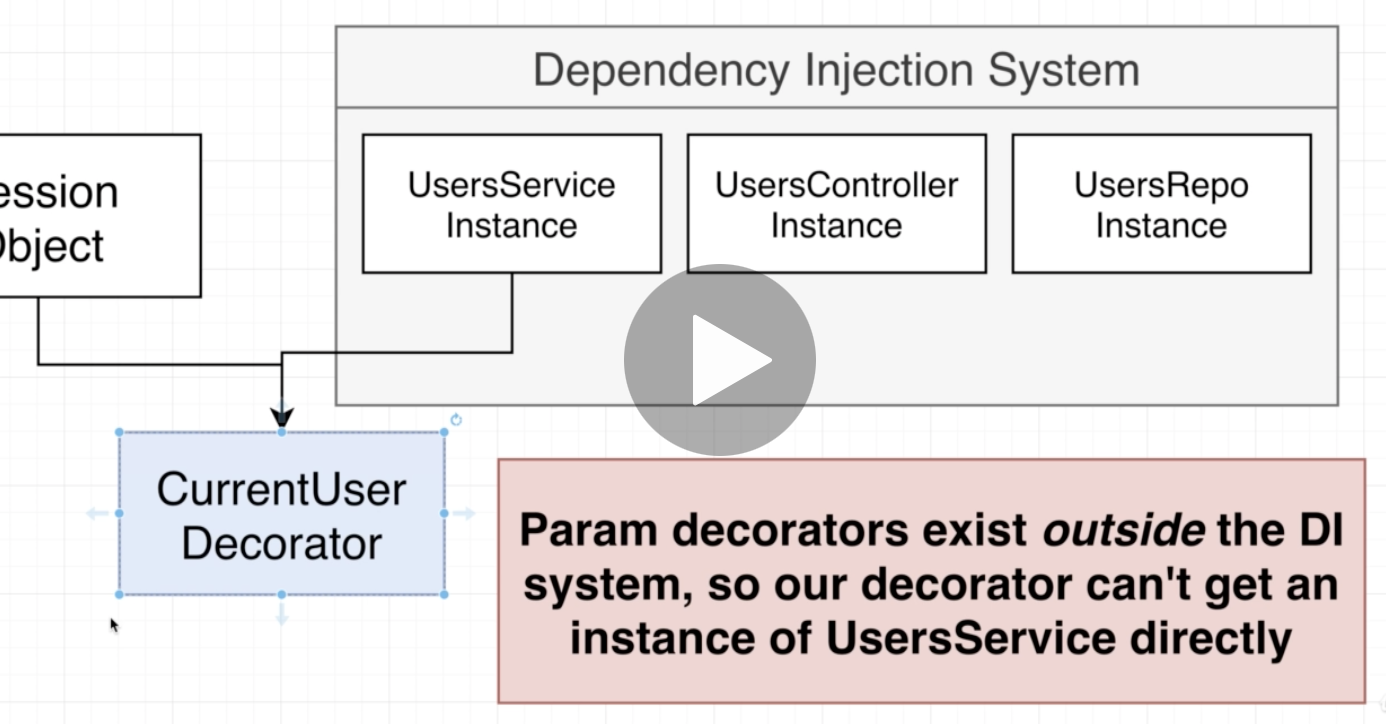 Dependency Injection System
ession
Object
UsersService
Instance
UsersController
Instance
UsersRepo
Instance
CurrentUser
Decorator
Param decorators exist outside the DI
system, so our decorator can't get an
instance of UsersService directly